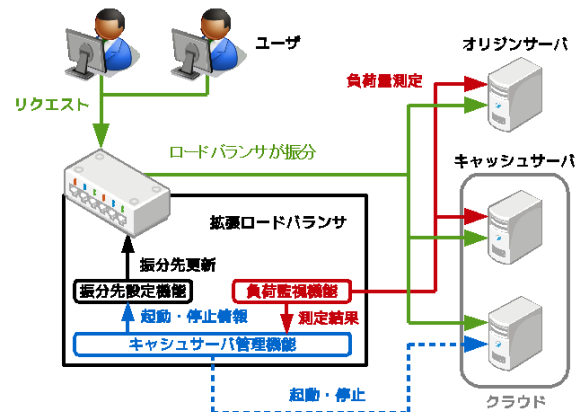 ユーザ
オリジンサーバ
負荷量測定
リクエスト
ロードバランサが振分
キャッシュサーバ
拡張ロードバランサ
振分先更新
振分先設定機能
負荷監視機能
起動・停止情報
測定結果
キャッシュサーバ管理機能
起動・停止
クラウド